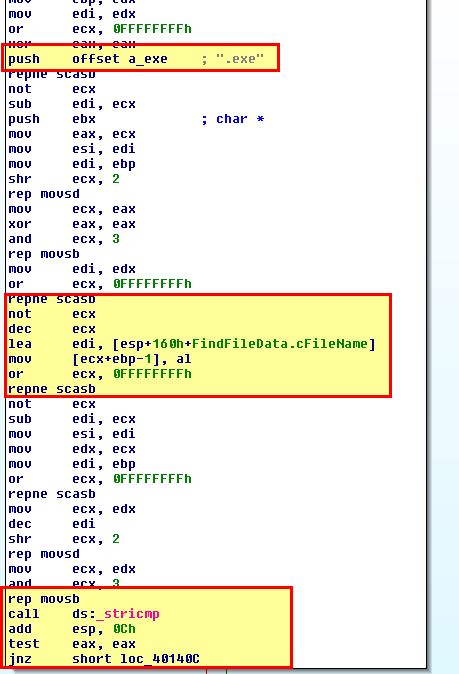 mov ebp, edx
mov edi, edx
or ecx, 0FFFFFFFFh
xor eax, eax
push offset a_exe ; ".exe"
repne scasb
not ecx
sub edi, ecx
push ebx ; char *
mov eax, ecx
mov esi, edi
mov edi, ebp
shr ecx, 2
rep movsd
mov ecx, eax
xor eax, eax
and ecx, 3
rep movsb
mov edi, edx
or ecx, 0FFFFFFFFh
repne scasb
not ecx
dec ecx
lea edi, [esp+160h+FindFileData.cFileName]
mov [ecx+ebp-1], al
or ecx, 0FFFFFFFFh
repne scasb
not ecx
sub edi, ecx
mov esi, edi
mov edx, ecx
mov edi, ebp
or ecx, 0FFFFFFFFh
repne scasb
mov ecx, edx
dec edi
shr ecx, 2
rep movsd
mov ecx, edx
and ecx, 3
rep movsb
call ds:_stricmp
add esp, 0Ch
test eax, eax
jnz short loc_40140C